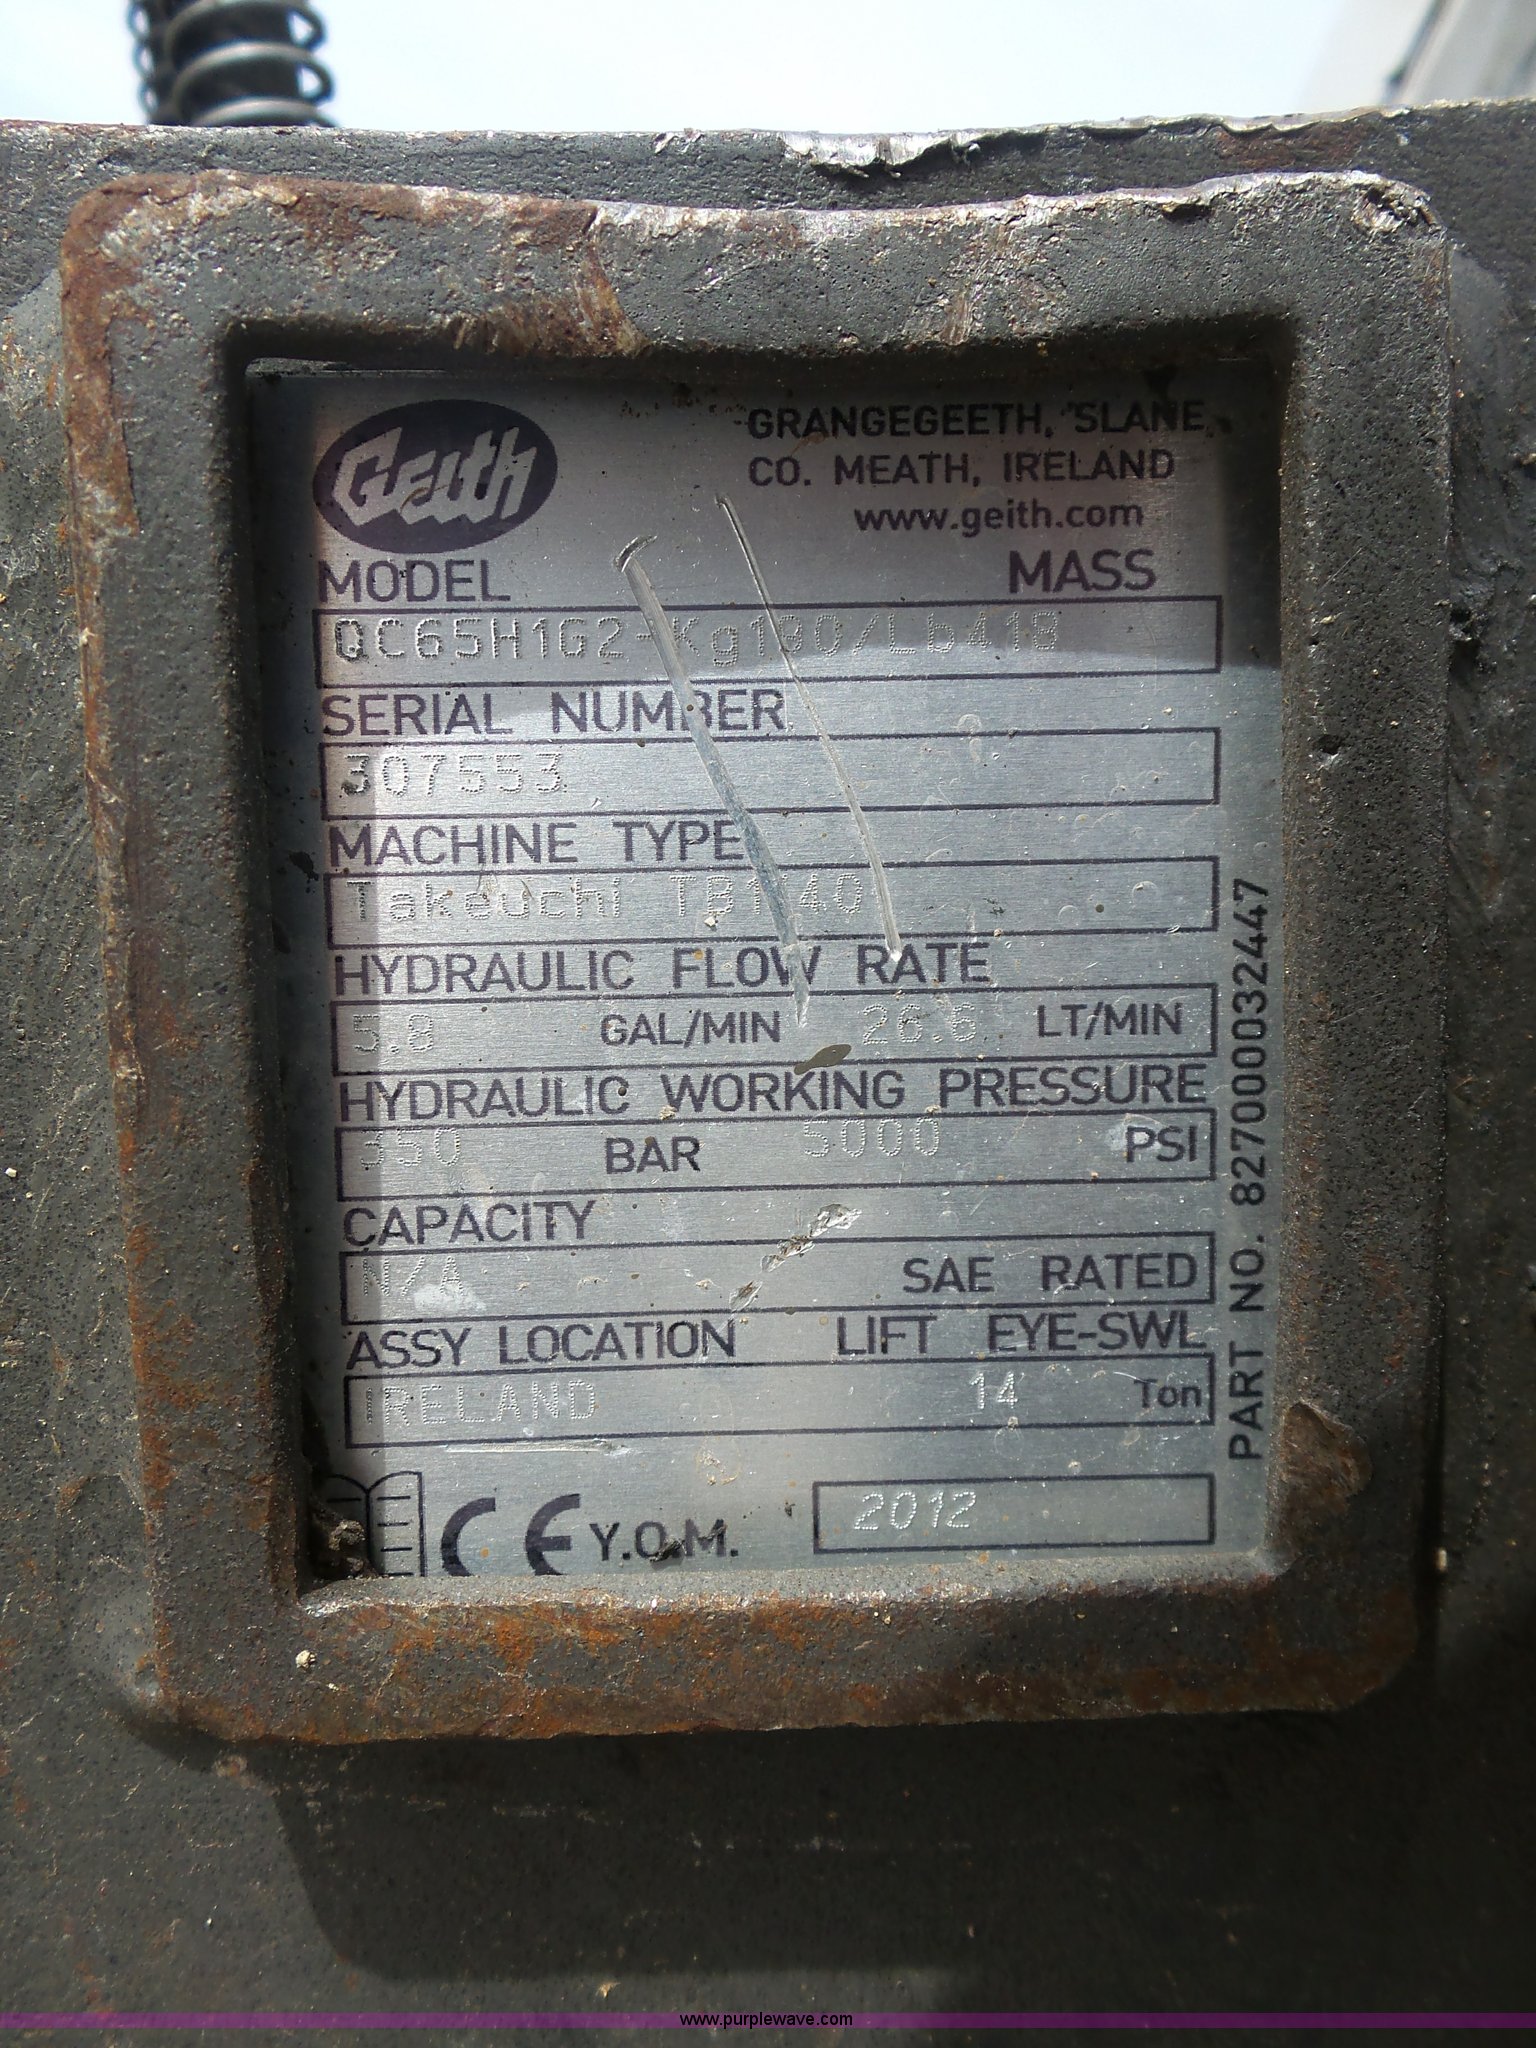 Geith
GRANGEGEETH, SLANE,
CO. MEATH, IRELAND
www.geith.com
MODEL MASS
QC65H1G2-Kg190/Lb418
SERIAL NUMBER
307553
MACHINE TYPE
Takeuchi TB1140
HYDRAULIC FLOW RATE
5.8 GAL/MIN 26.6 LT/MIN
HYDRAULIC WORKING PRESSURE
350 BAR 5000 PSI
CAPACITY
N/A SAE RATED
ASSY LOCATION LIFT EYE-SWL
IRELAND 14 Ton
CE Y.O.M. 2012
PART NO. 8270000032447
www.purplewave.com